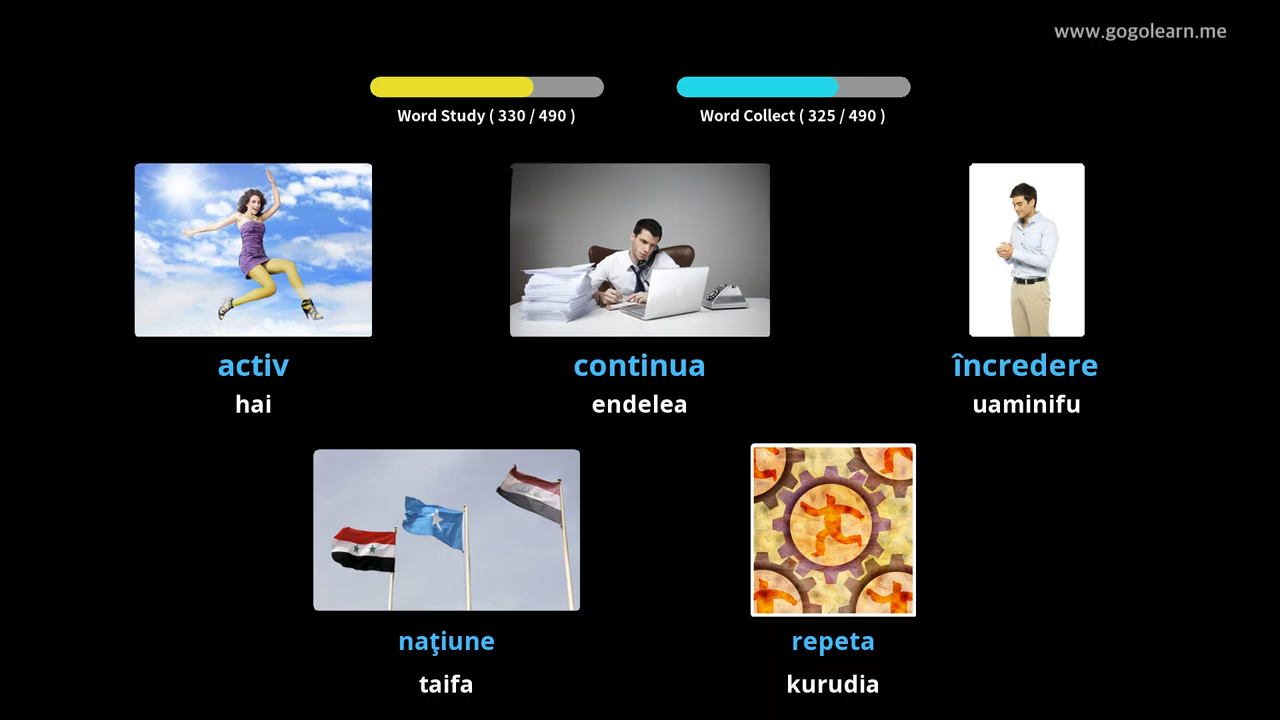 www.gogolearn.me
Word Study ( 330 / 490 )
Word Collect ( 325 / 490 )
activ
continua
încredere
hai
endelea
uaminifu
naţiune
repeta
taifa
kurudia